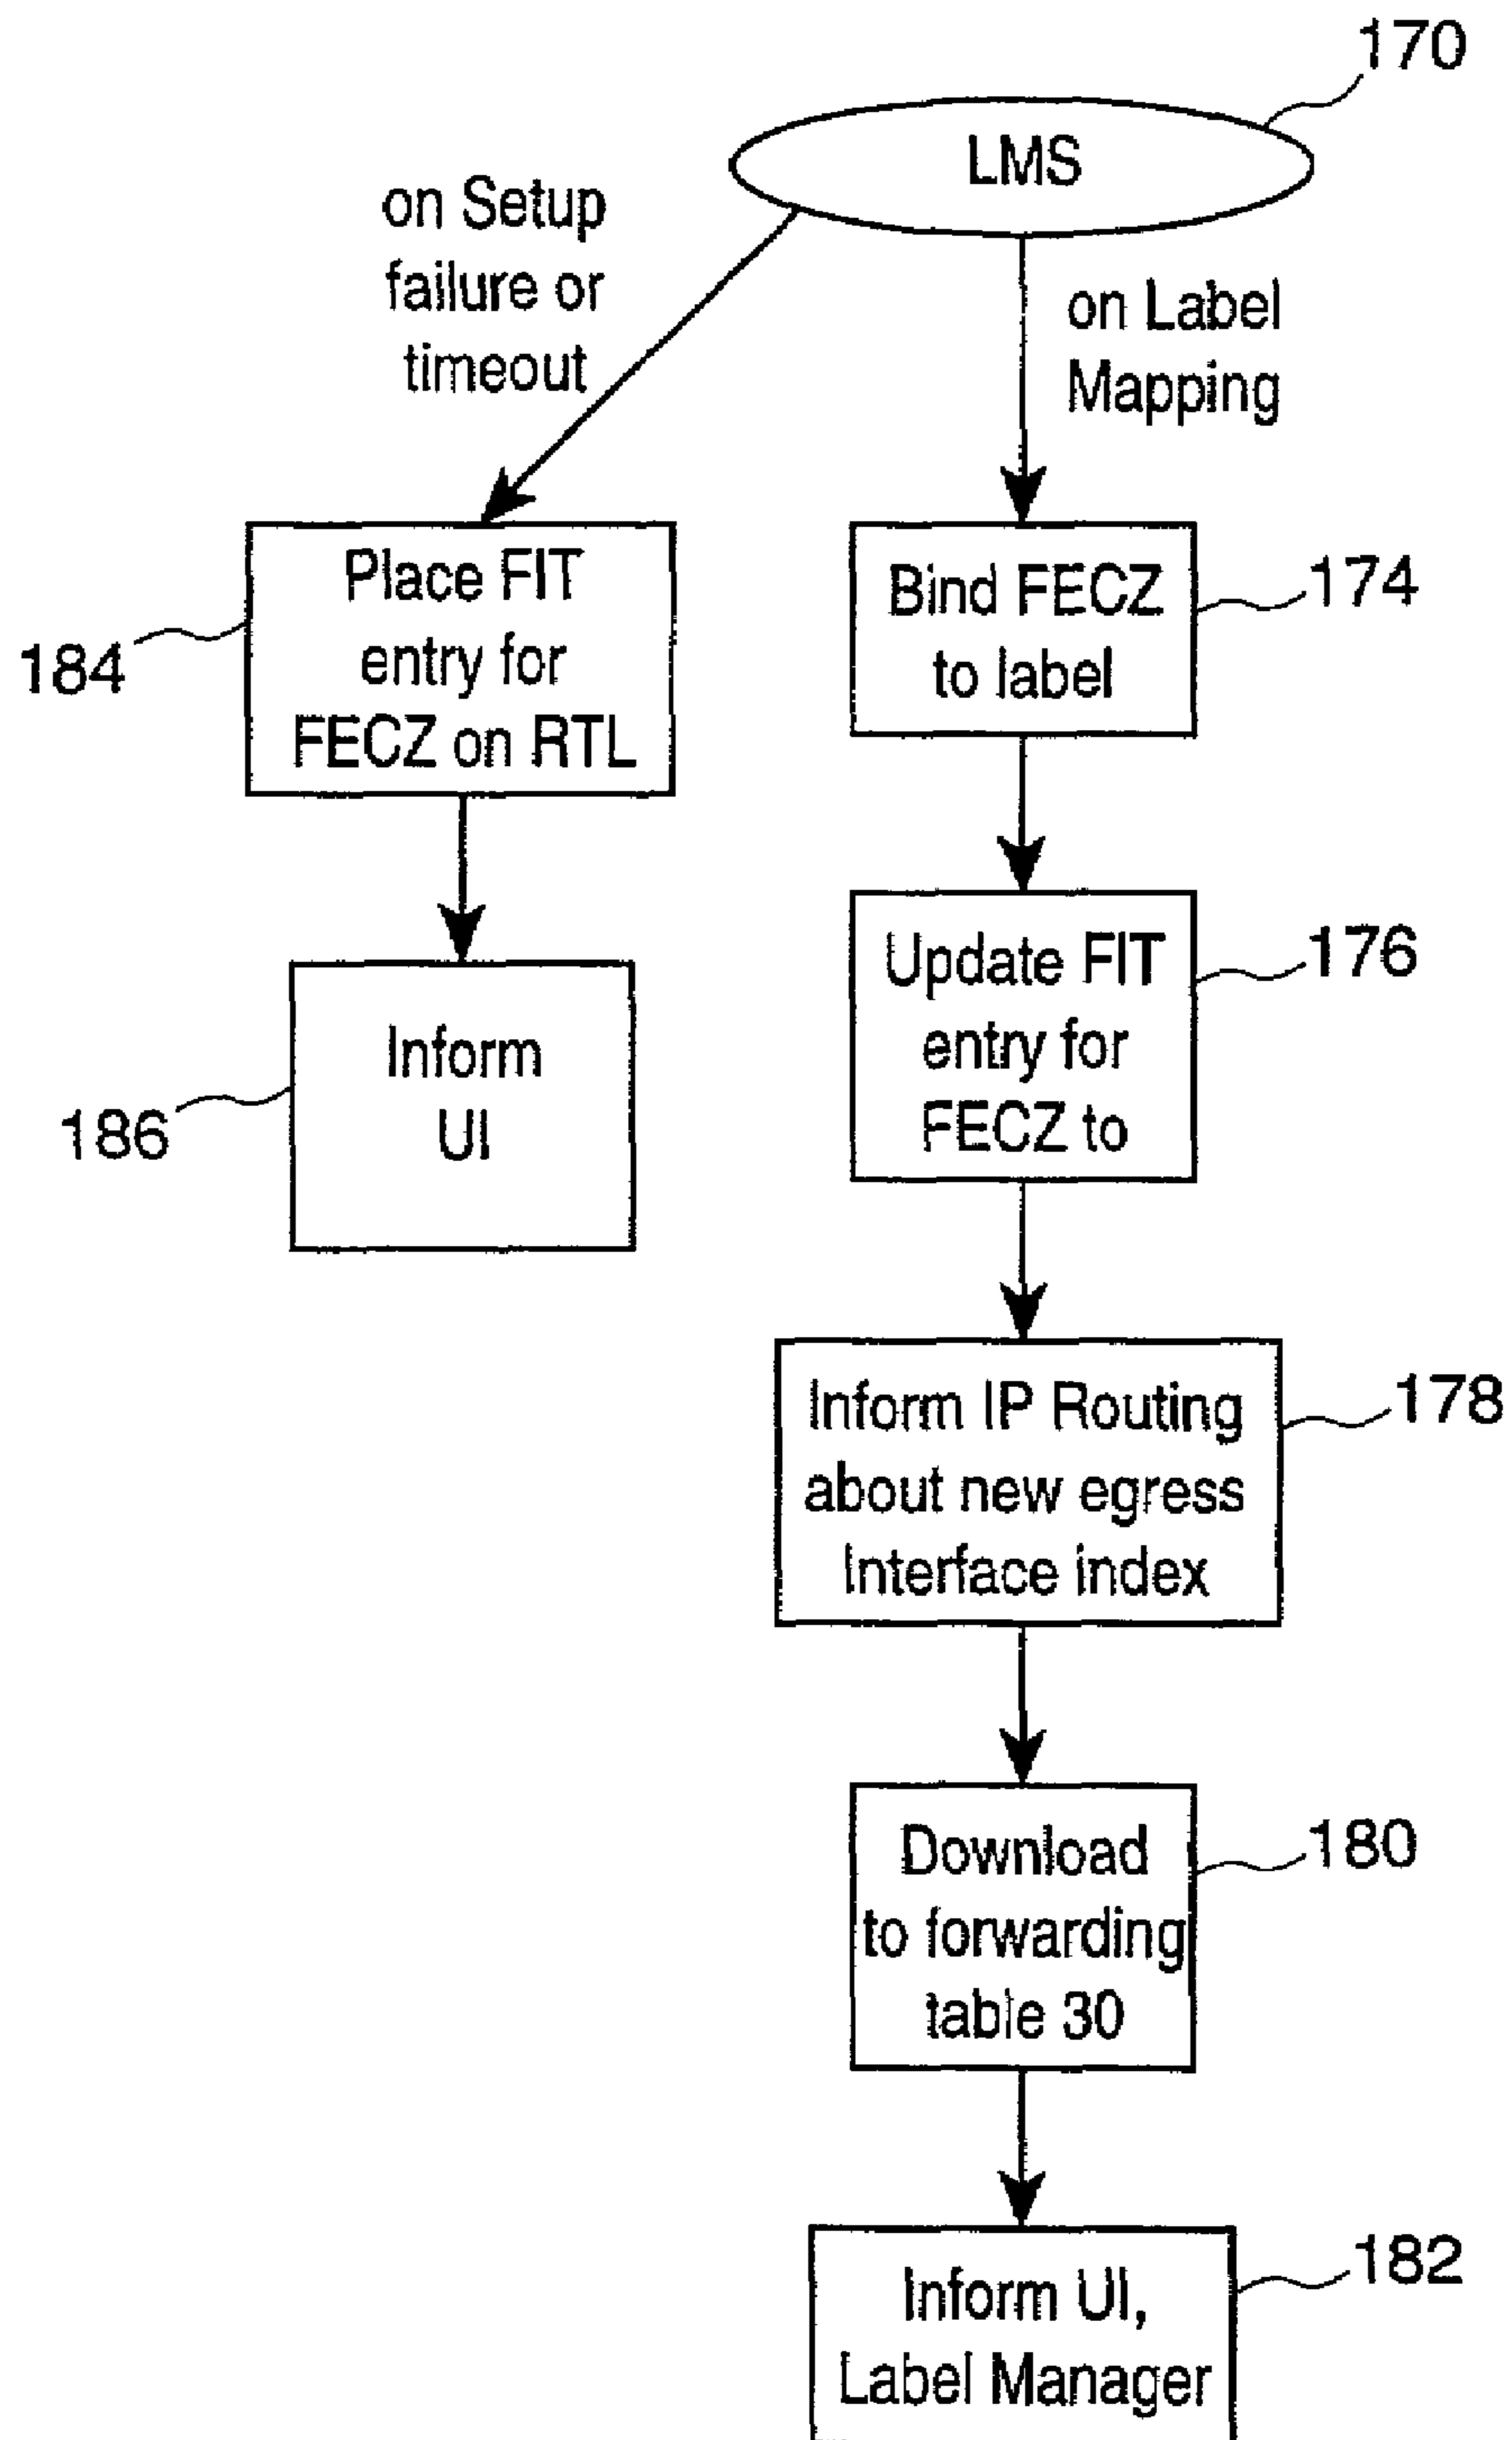 170
LMS
on Setup
failure or
timeout
on Label
Mapping
Place FIT
entry for
FECZ on RTL
184
Bind FECZ
to label
174
Inform
UI
186
Update FIT
entry for
FECZ to
176
Inform IP Routing
about new egress
Interface index
178
Download
to forwarding
table 30
180
Inform UI,
Label Manager
182